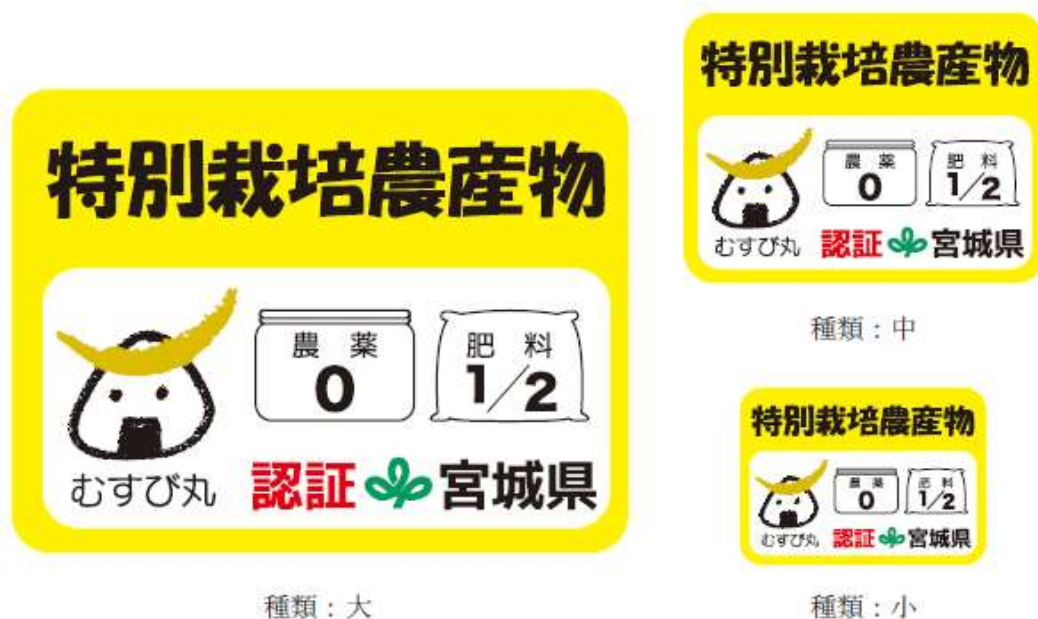 特別栽培農産物
農 薬
0
肥 料
1/2
むすび丸
認証 宮城県
種類：大
特別栽培農産物
農 薬
0
肥 料
1/2
むすび丸
認証 宮城県
種類：中
特別栽培農産物
農 薬
0
肥 料
1/2
むすび丸
認証 宮城県
種類：小